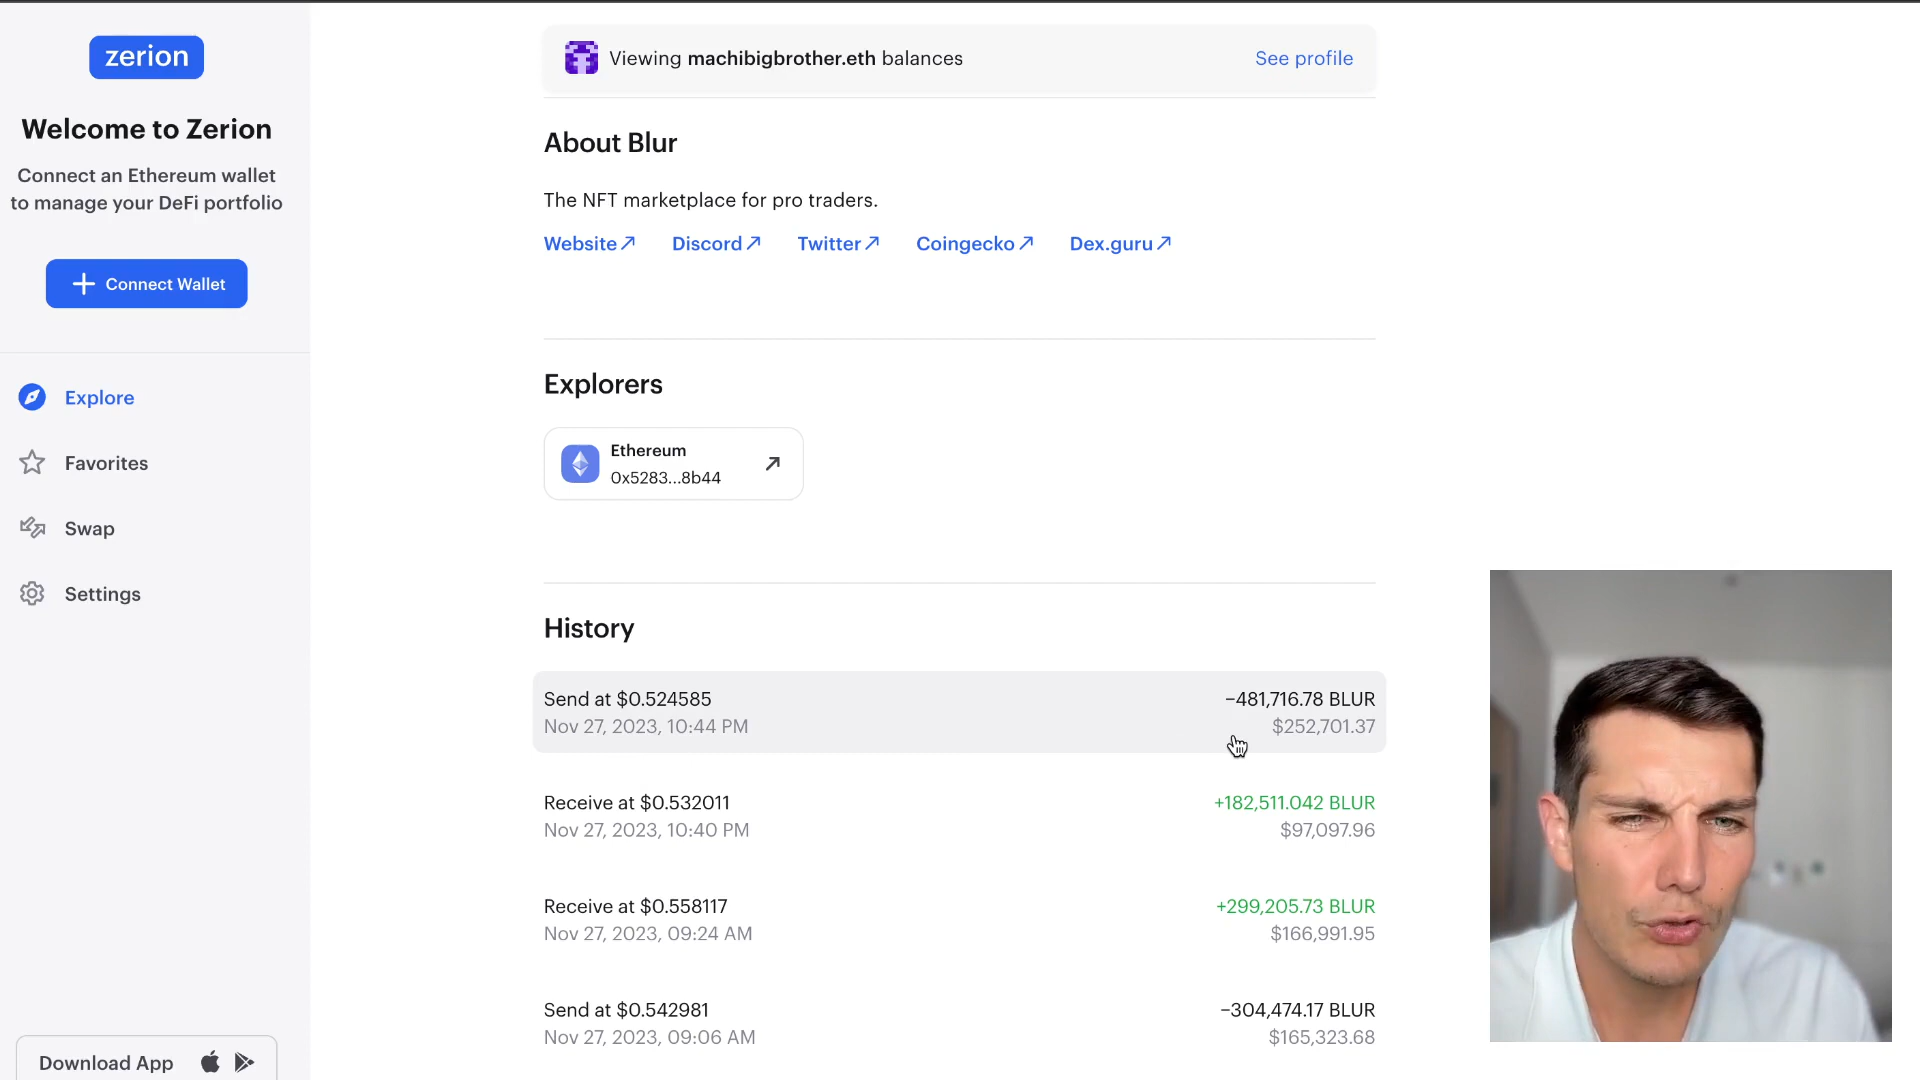 zerion
Welcome to Zerion
Connect an Ethereum wallet
to manage your DeFi portfolio
Connect Wallet
Explore
Favorites
Swap
Settings
Download App
Viewing machibigbrother.eth balances
See profile
About Blur
The NFT marketplace for pro traders.
Website Discord Twitter Coingecko Dex.guru
Explorers
Ethereum
0x5283...8b44
History
Send at $0.524585 −481,716.78 BLUR
Nov 27, 2023, 10:44 PM $252,701.37
Receive at $0.532011 +182,511.042 BLUR
Nov 27, 2023, 10:40 PM $97,097.96
Receive at $0.558117 +299,205.73 BLUR
Nov 27, 2023, 09:24 AM $166,991.95
Send at $0.542981 −304,474.17 BLUR
Nov 27, 2023, 09:06 AM $165,323.68